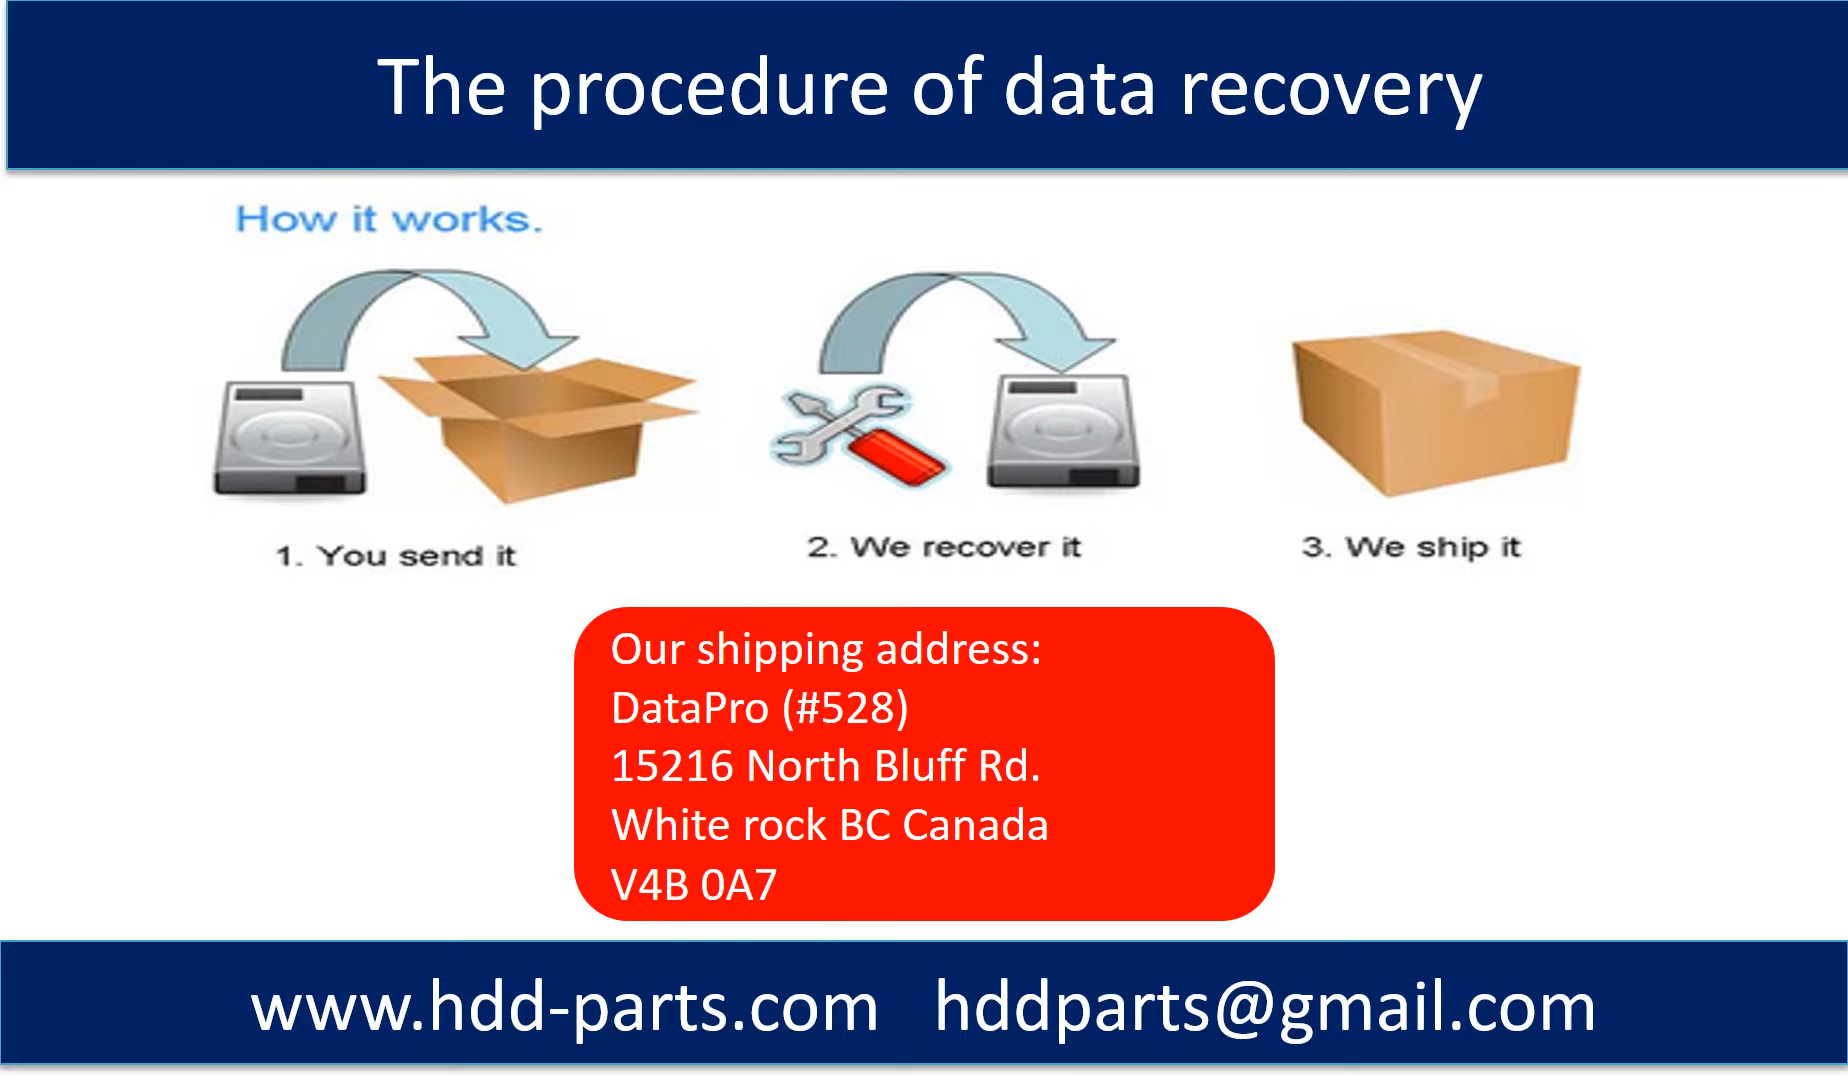 The procedure of data recovery
How it works.
1. You send it
2. We recover it
3. We ship it
Our shipping address:
DataPro (#528)
15216 North Bluff Rd.
White rock BC Canada
V4B 0A7
www.hdd-parts.com hddparts@gmail.com